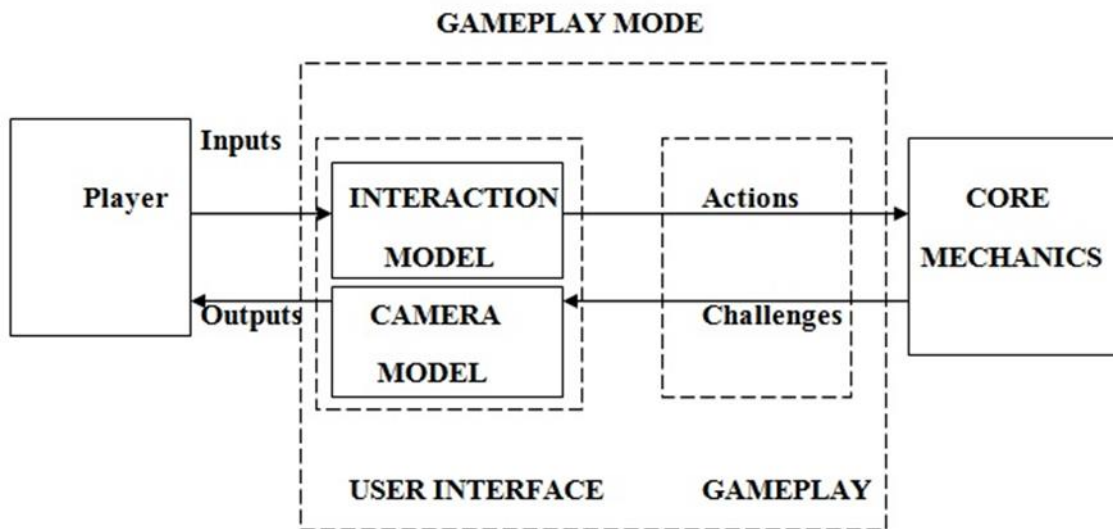 GAMEPLAY MODE
Inputs
Player
INTERACTION
MODEL
Actions
CORE
MECHANICS
Outputs
CAMERA
MODEL
Challenges
USER INTERFACE
GAMEPLAY